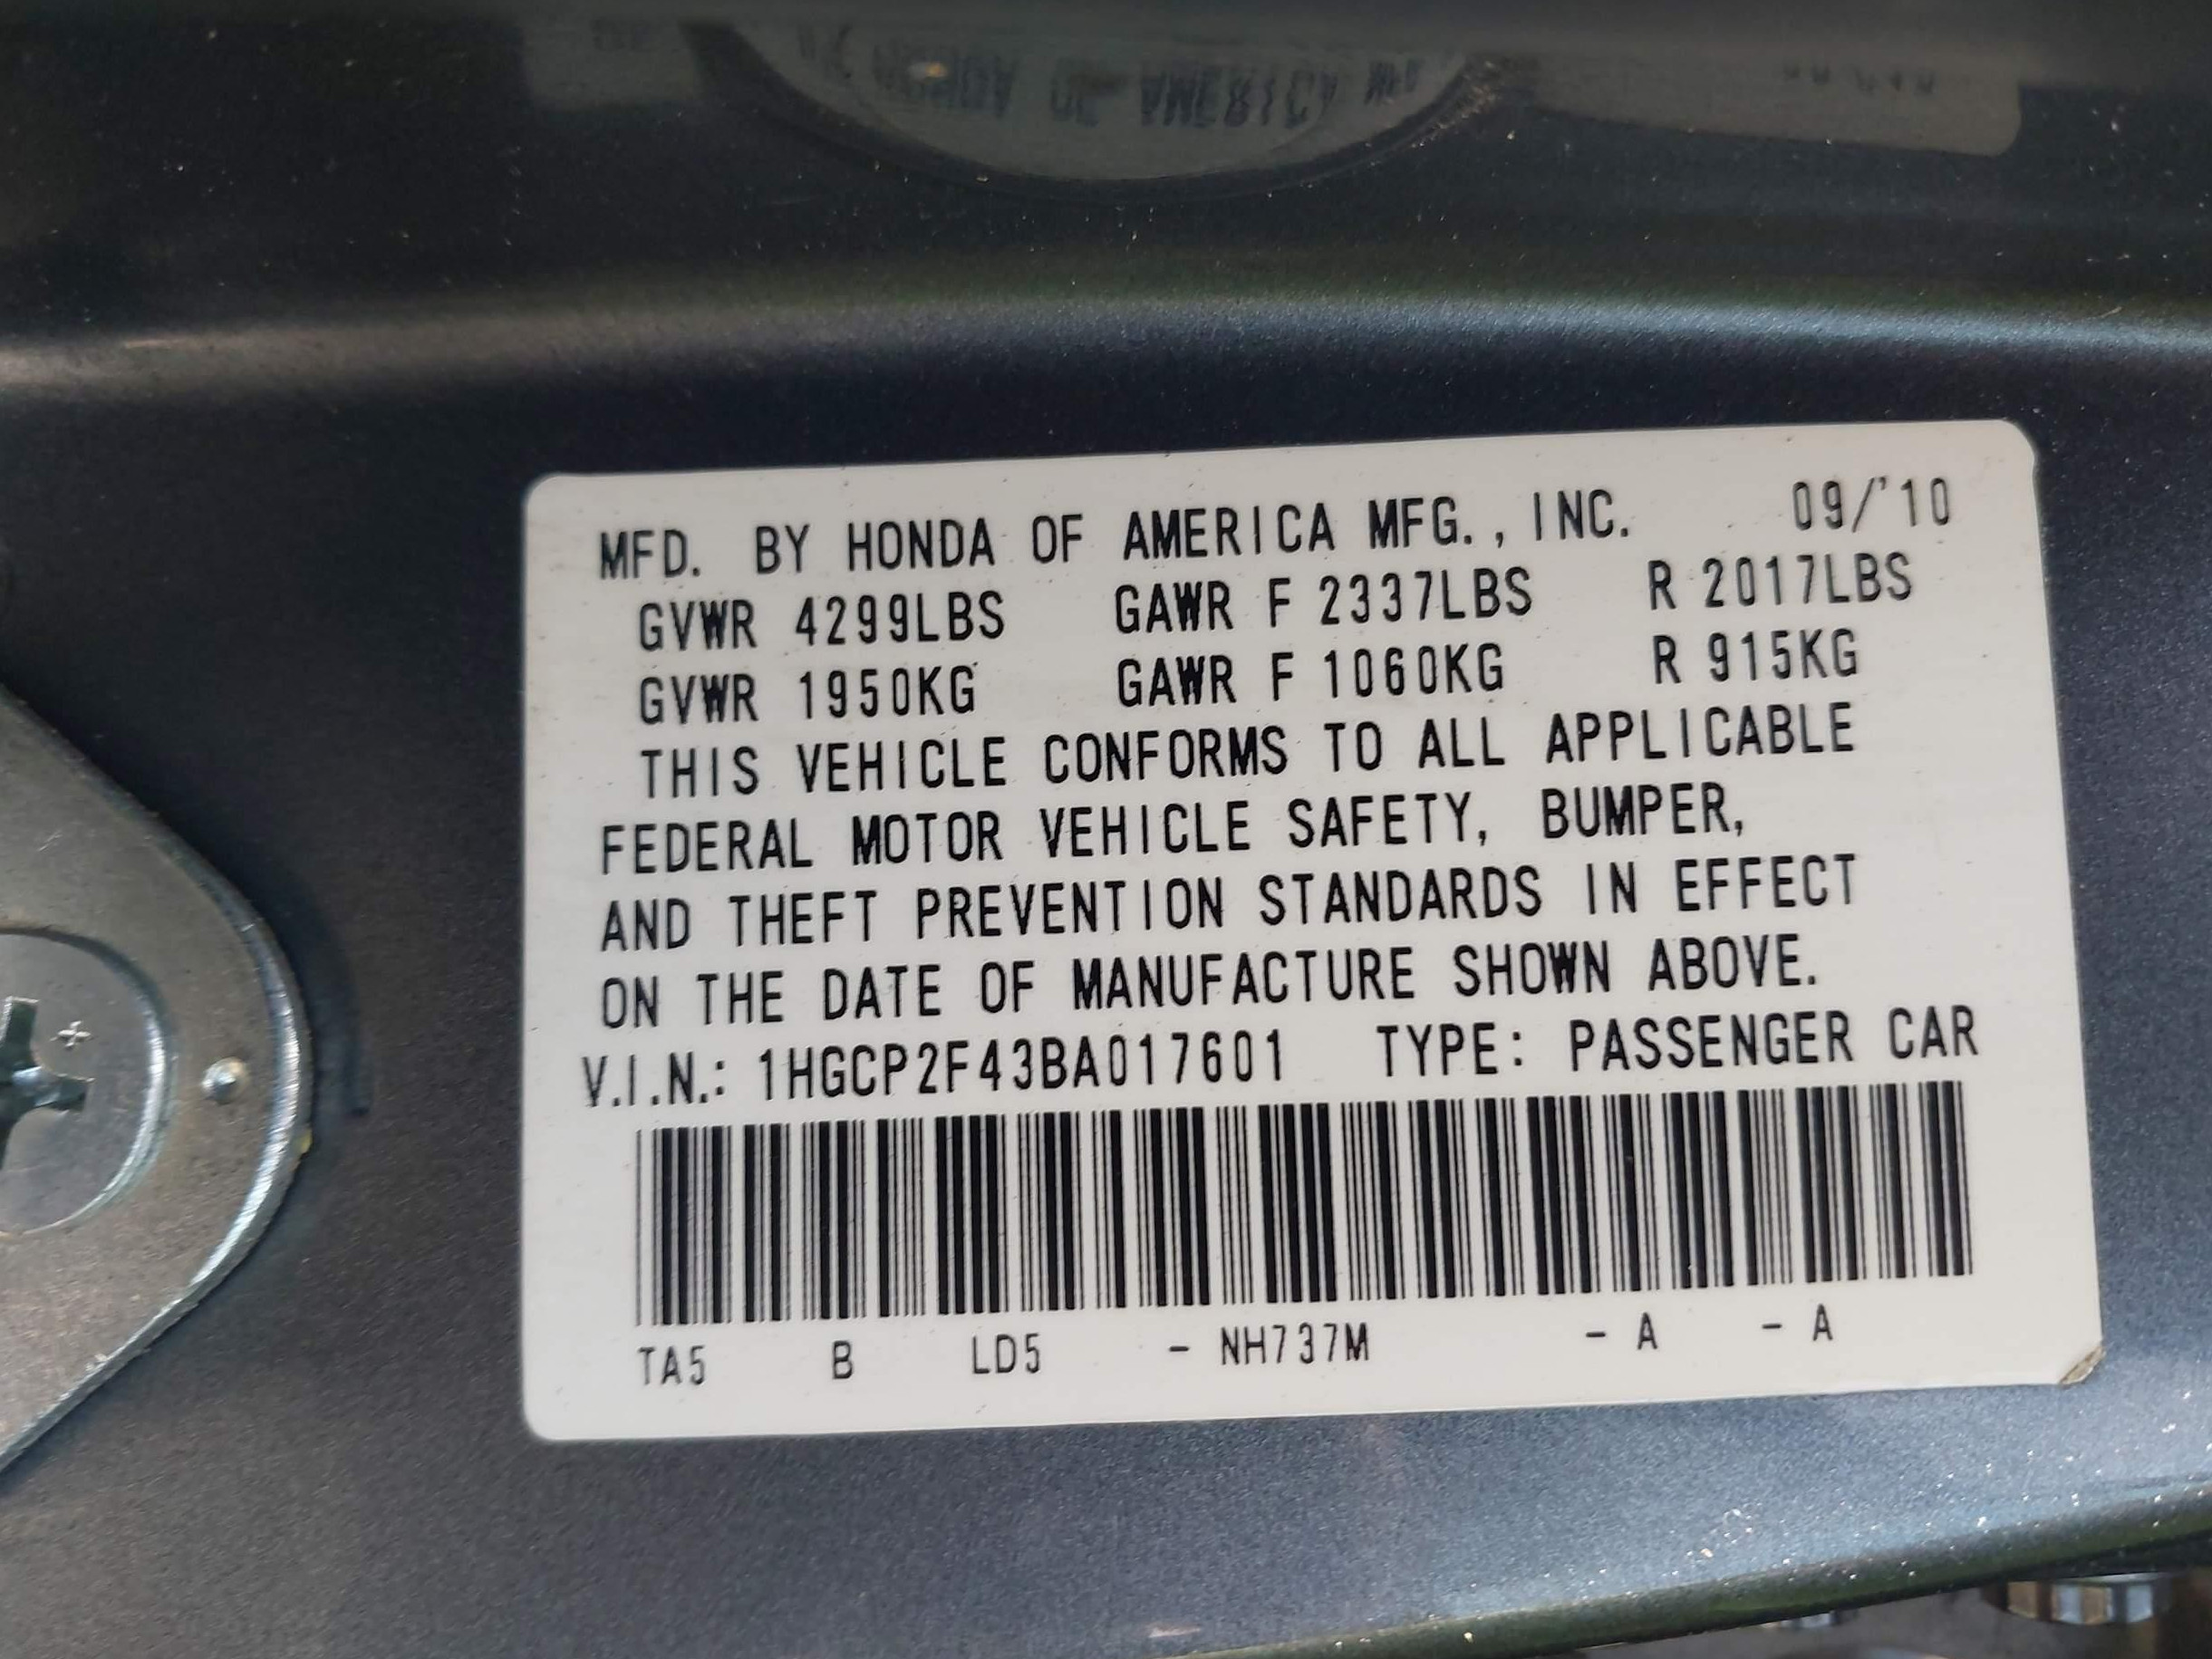 MFD. BY HONDA OF AMERICA MFG., INC. 09/'10
GVWR 4299LBS GAWR F 2337LBS R 2017LBS
GVWR 1950KG GAWR F 1060KG R 915KG
THIS VEHICLE CONFORMS TO ALL APPLICABLE
FEDERAL MOTOR VEHICLE SAFETY, BUMPER,
AND THEFT PREVENTION STANDARDS IN EFFECT
ON THE DATE OF MANUFACTURE SHOWN ABOVE.
V.I.N.: 1HGCP2F43BA017601 TYPE: PASSENGER CAR
TA5 B LD5 - NH737M - A - A